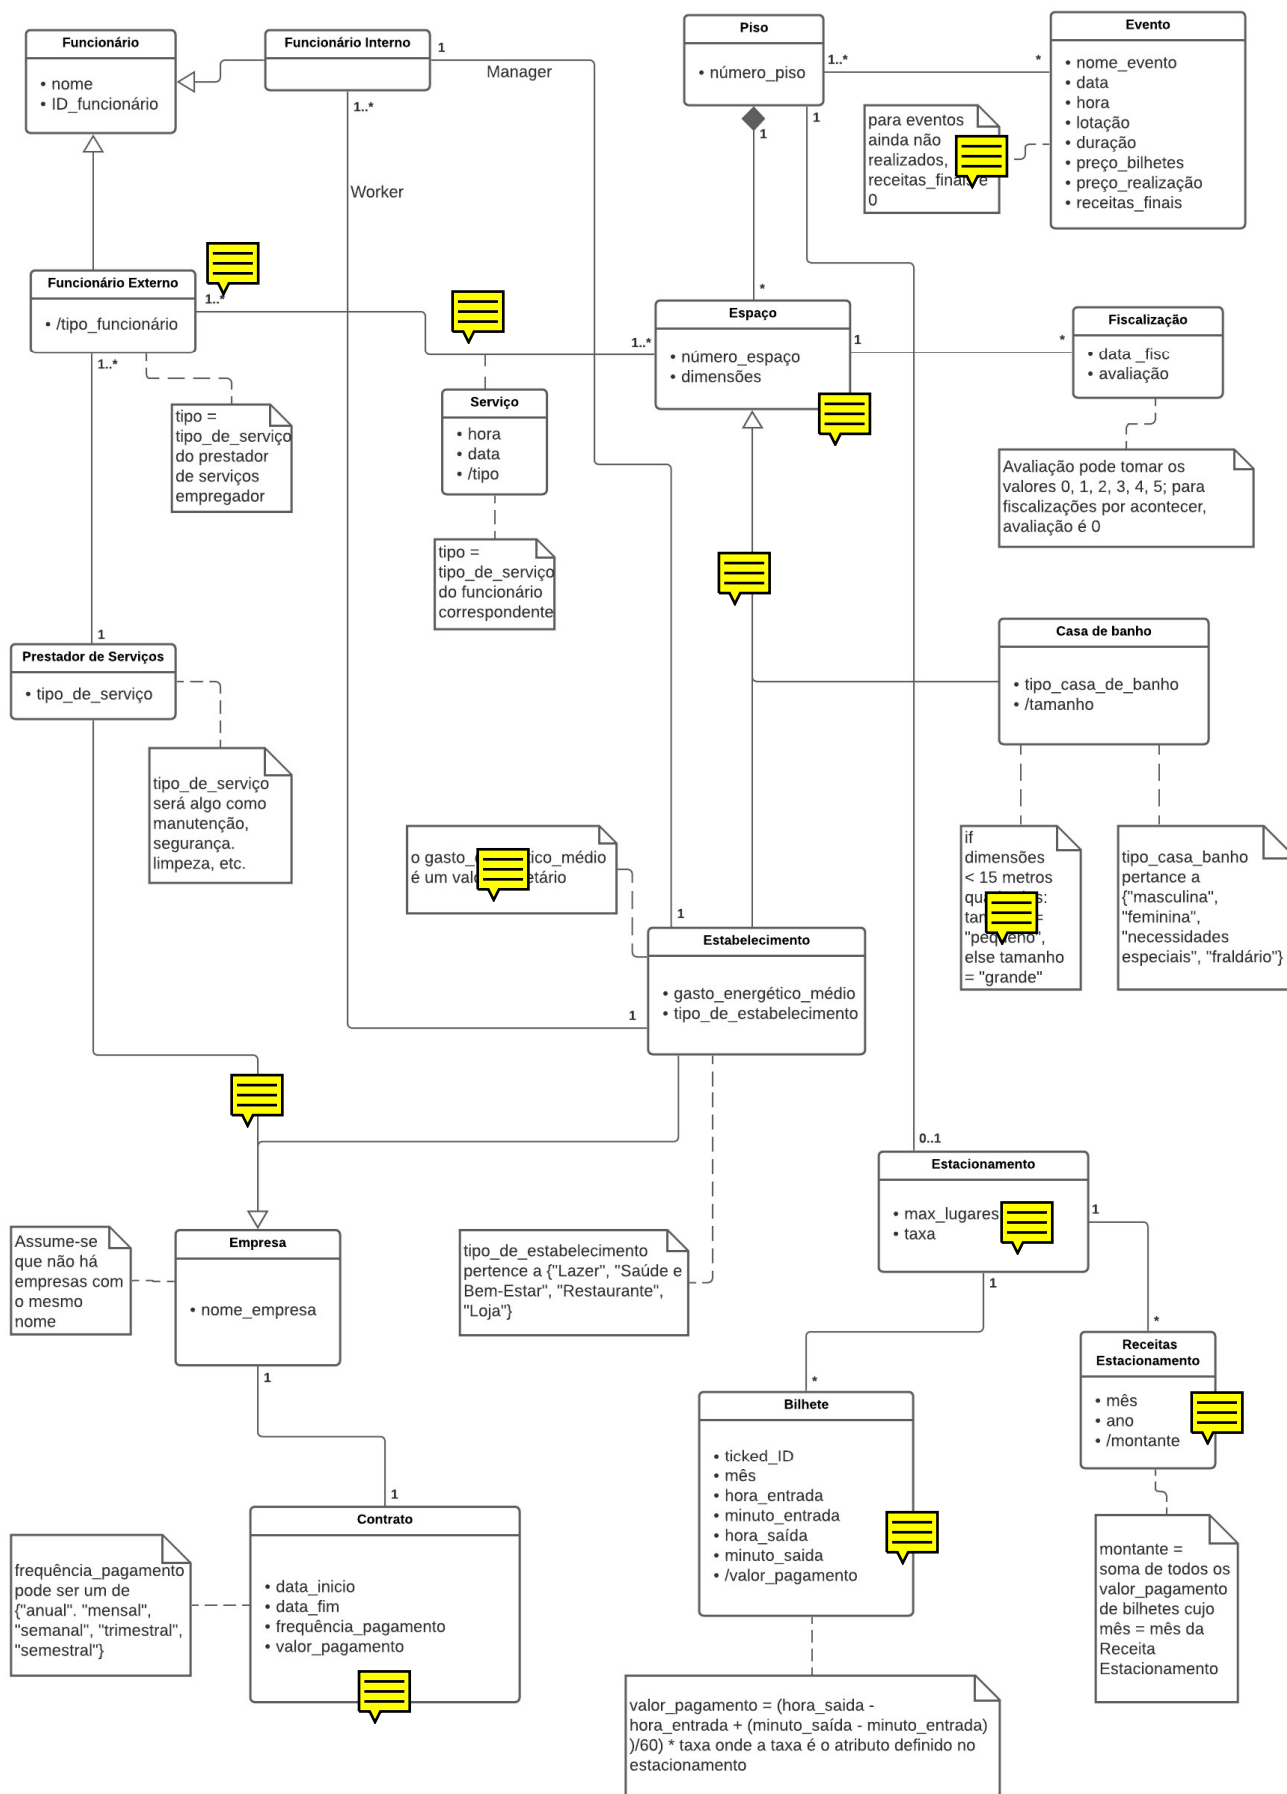 Funcionário
• nome
• ID_funcionário
Funcionário Interno
1
Manager
1..*
Worker
Piso
• número_piso
1..*
*
1
1
Evento
• nome_evento
• data
• hora
• lotação
• duração
• preço_bilhetes
• preço_realização
• receitas_finais
para eventos
ainda não
realizados,
receitas_finais é
0
Funcionário Externo
• /tipo_funcionário
1..*
1..*
1..*
*
Espaço
• número_espaço
• dimensões
1
*
Fiscalização
• data _fisc
• avaliação
tipo =
tipo_de_serviço
do prestador
de serviços
empregador
Serviço
• hora
• data
• /tipo
Avaliação pode tomar os
valores 0, 1, 2, 3, 4, 5; para
fiscalizações por acontecer,
avaliação é 0
tipo =
tipo_de_serviço
do funcionário
correspondente
1
Prestador de Serviços
• tipo_de_serviço
Casa de banho
• tipo_casa_de_banho
• /tamanho
tipo_de_serviço
será algo como
manutenção,
segurança.
limpeza, etc.
o gasto_ ico_médio
é um etário
if
dimensões
< 15 metros
=
"pequeno",
else tamanho
= "grande"
tipo_casa_banho
pertance a
{"masculina",
"feminina",
"necessidades
especiais", "fraldário"}
1
Estabelecimento
• gasto_energético_médio
• tipo_de_estabelecimento
1
0..1
Estacionamento
• max_lugares
• taxa
1
1
Assume-se
que não há
empresas com
o mesmo
nome
Empresa
• nome_empresa
1
tipo_de_estabelecimento
pertence a {"Lazer", "Saúde e
Bem-Estar", "Restaurante",
"Loja"}
*
Receitas
Estacionamento
• mês
• ano
• /montante
*
Bilhete
• ticked_ID
• mês
• hora_entrada
• minuto_entrada
• hora_saída
• minuto_saida
• /valor_pagamento
1
Contrato
• data_inicio
• data_fim
• frequência_pagamento
• valor_pagamento
frequência_pagamento
pode ser um de
{"anual". "mensal",
"semanal", "trimestral",
"semestral"}
montante =
soma de todos os
valor_pagamento
de bilhetes cujo
mês = mês da
Receita
Estacionamento
valor_pagamento = (hora_saida -
hora_entrada + (minuto_saída - minuto_entrada)
)/60) * taxa onde a taxa é o atributo definido no
estacionamento